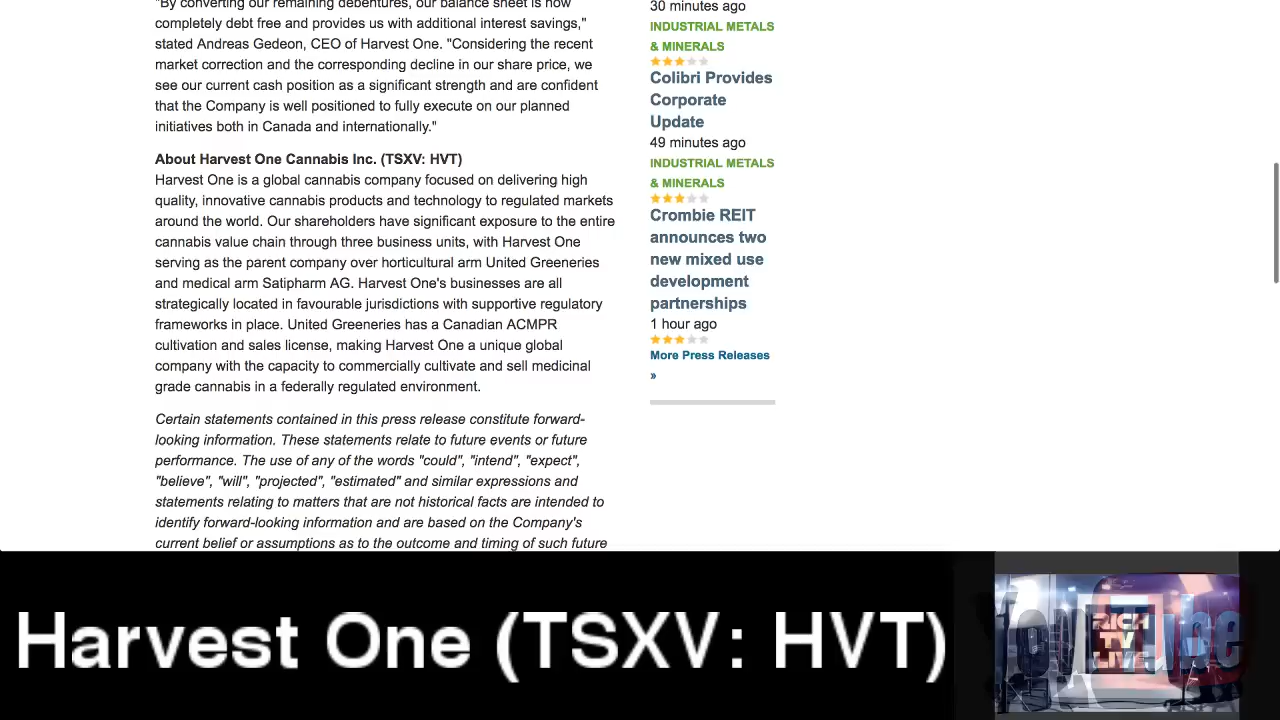 "By converting our remaining debentures, our balance sheet is now
completely debt free and provides us with additional interest savings,"
stated Andreas Gedeon, CEO of Harvest One. "Considering the recent
market correction and the corresponding decline in our share price, we
see our current cash position as a significant strength and are confident
that the Company is well positioned to fully execute on our planned
initiatives both in Canada and internationally."
About Harvest One Cannabis Inc. (TSXV: HVT)
Harvest One is a global cannabis company focused on delivering high
quality, innovative cannabis products and technology to regulated markets
around the world. Our shareholders have significant exposure to the entire
cannabis value chain through three business units, with Harvest One
serving as the parent company over horticultural arm United Greeneries
and medical arm Satipharm AG. Harvest One's businesses are all
strategically located in favourable jurisdictions with supportive regulatory
frameworks in place. United Greeneries has a Canadian ACMPR
cultivation and sales license, making Harvest One a unique global
company with the capacity to commercially cultivate and sell medicinal
grade cannabis in a federally regulated environment.
Certain statements contained in this press release constitute forward-
looking information. These statements relate to future events or future
performance. The use of any of the words "could", "intend", "expect",
"believe", "will", "projected", "estimated" and similar expressions and
statements relating to matters that are not historical facts are intended to
identify forward-looking information and are based on the Company's
current belief or assumptions as to the outcome and timing of such future
30 minutes ago
INDUSTRIAL METALS
& MINERALS
Colibri Provides
Corporate
Update
49 minutes ago
INDUSTRIAL METALS
& MINERALS
Crombie REIT
announces two
new mixed use
development
partnerships
1 hour ago
More Press Releases
»
Harvest One (TSXV: HVT)
YouTube
RICH
TV
LIVE